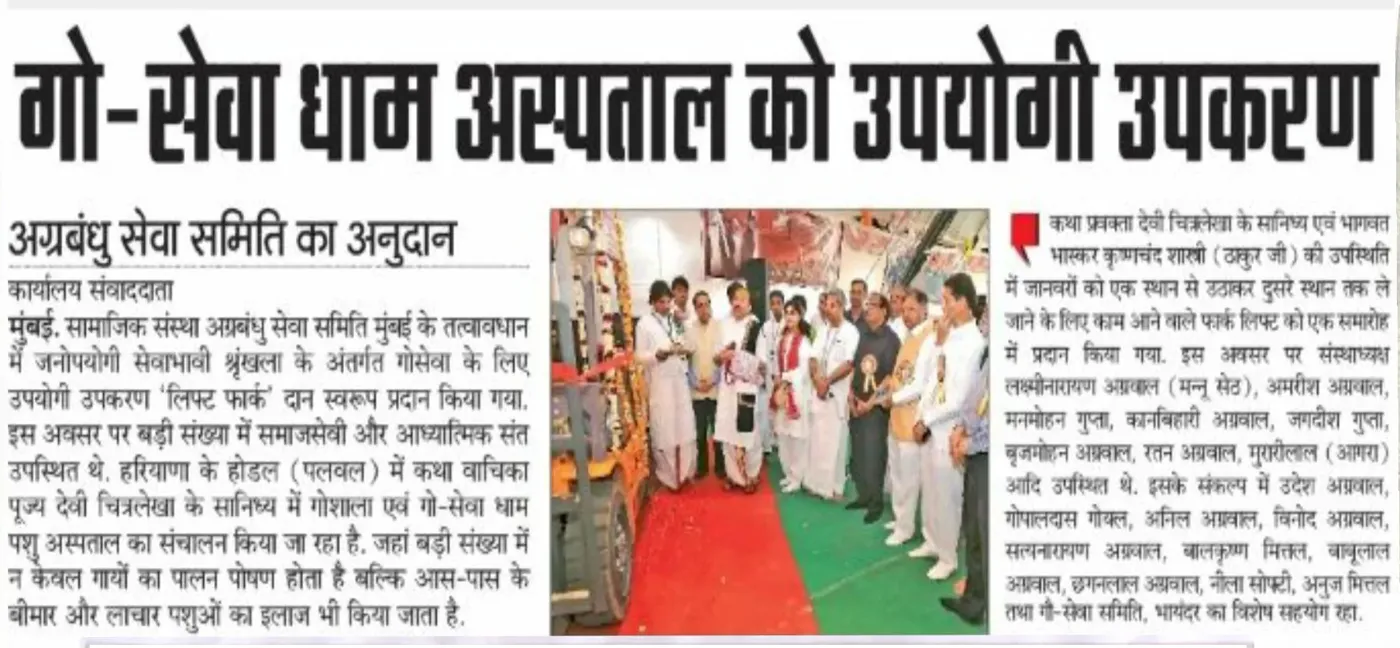 गो-सेवा धाम अस्पताल को उपयोगी उपकरण
अग्रबंधु सेवा समिति का अनुदान
कार्यालय संवाददाता
मुंबई. सामाजिक संस्था अग्रबंधु सेवा समिति मुंबई के तत्वावधान
में जनोपयोगी सेवाभावी श्रृंखला के अंतर्गत गोसेवा के लिए
उपयोगी उपकरण 'लिफ्ट फार्क' दान स्वरूप प्रदान किया गया.
इस अवसर पर बड़ी संख्या में समाजसेवी और आध्यात्मिक संत
उपस्थित थे. हरियाणा के होडल (पलवल) में कथा वाचिका
पूज्य देवी चित्रलेखा के सानिध्य में गोशाला एवं गो-सेवा धाम
पशु अस्पताल का संचालन किया जा रहा है. जहां बड़ी संख्या में
न केवल गायों का पालन पोषण होता है बल्कि आस-पास के
बीमार और लाचार पशुओं का इलाज भी किया जाता है.
कथा प्रवक्ता देवी चित्रलेखा के सानिध्य एवं भागवत
भास्कर कृष्णचंद शास्त्री (ठाकुर जी) की उपस्थिति
में जानवरों को एक स्थान से उठाकर दुसरे स्थान तक ले
जाने के लिए काम आने वाले फार्क लिफ्ट को एक समारोह
में प्रदान किया गया. इस अवसर पर संस्थाध्यक्ष
लक्ष्मीनारायण अग्रवाल (मन्नू सेठ), अमरीश अग्रवाल,
मनमोहन गुप्ता, कानबिहारी अग्रवाल, जगदीश गुप्ता,
बृजमोहन अग्रवाल, रतन अग्रवाल, मुरारीलाल (आगरा)
आदि उपस्थित थे. इसके संकल्प में उदेश अग्रवाल,
गोपालदास गोयल, अनिल अग्रवाल, विनोद अग्रवाल,
सत्यनारायण अग्रवाल, बालकृष्ण मित्तल, बाबूलाल
अग्रवाल, छगनलाल अग्रवाल, नीला सोफ्टी, अनुज मित्तल
तथा गौ-सेवा समिति, भायंदर का विशेष सहयोग रहा.